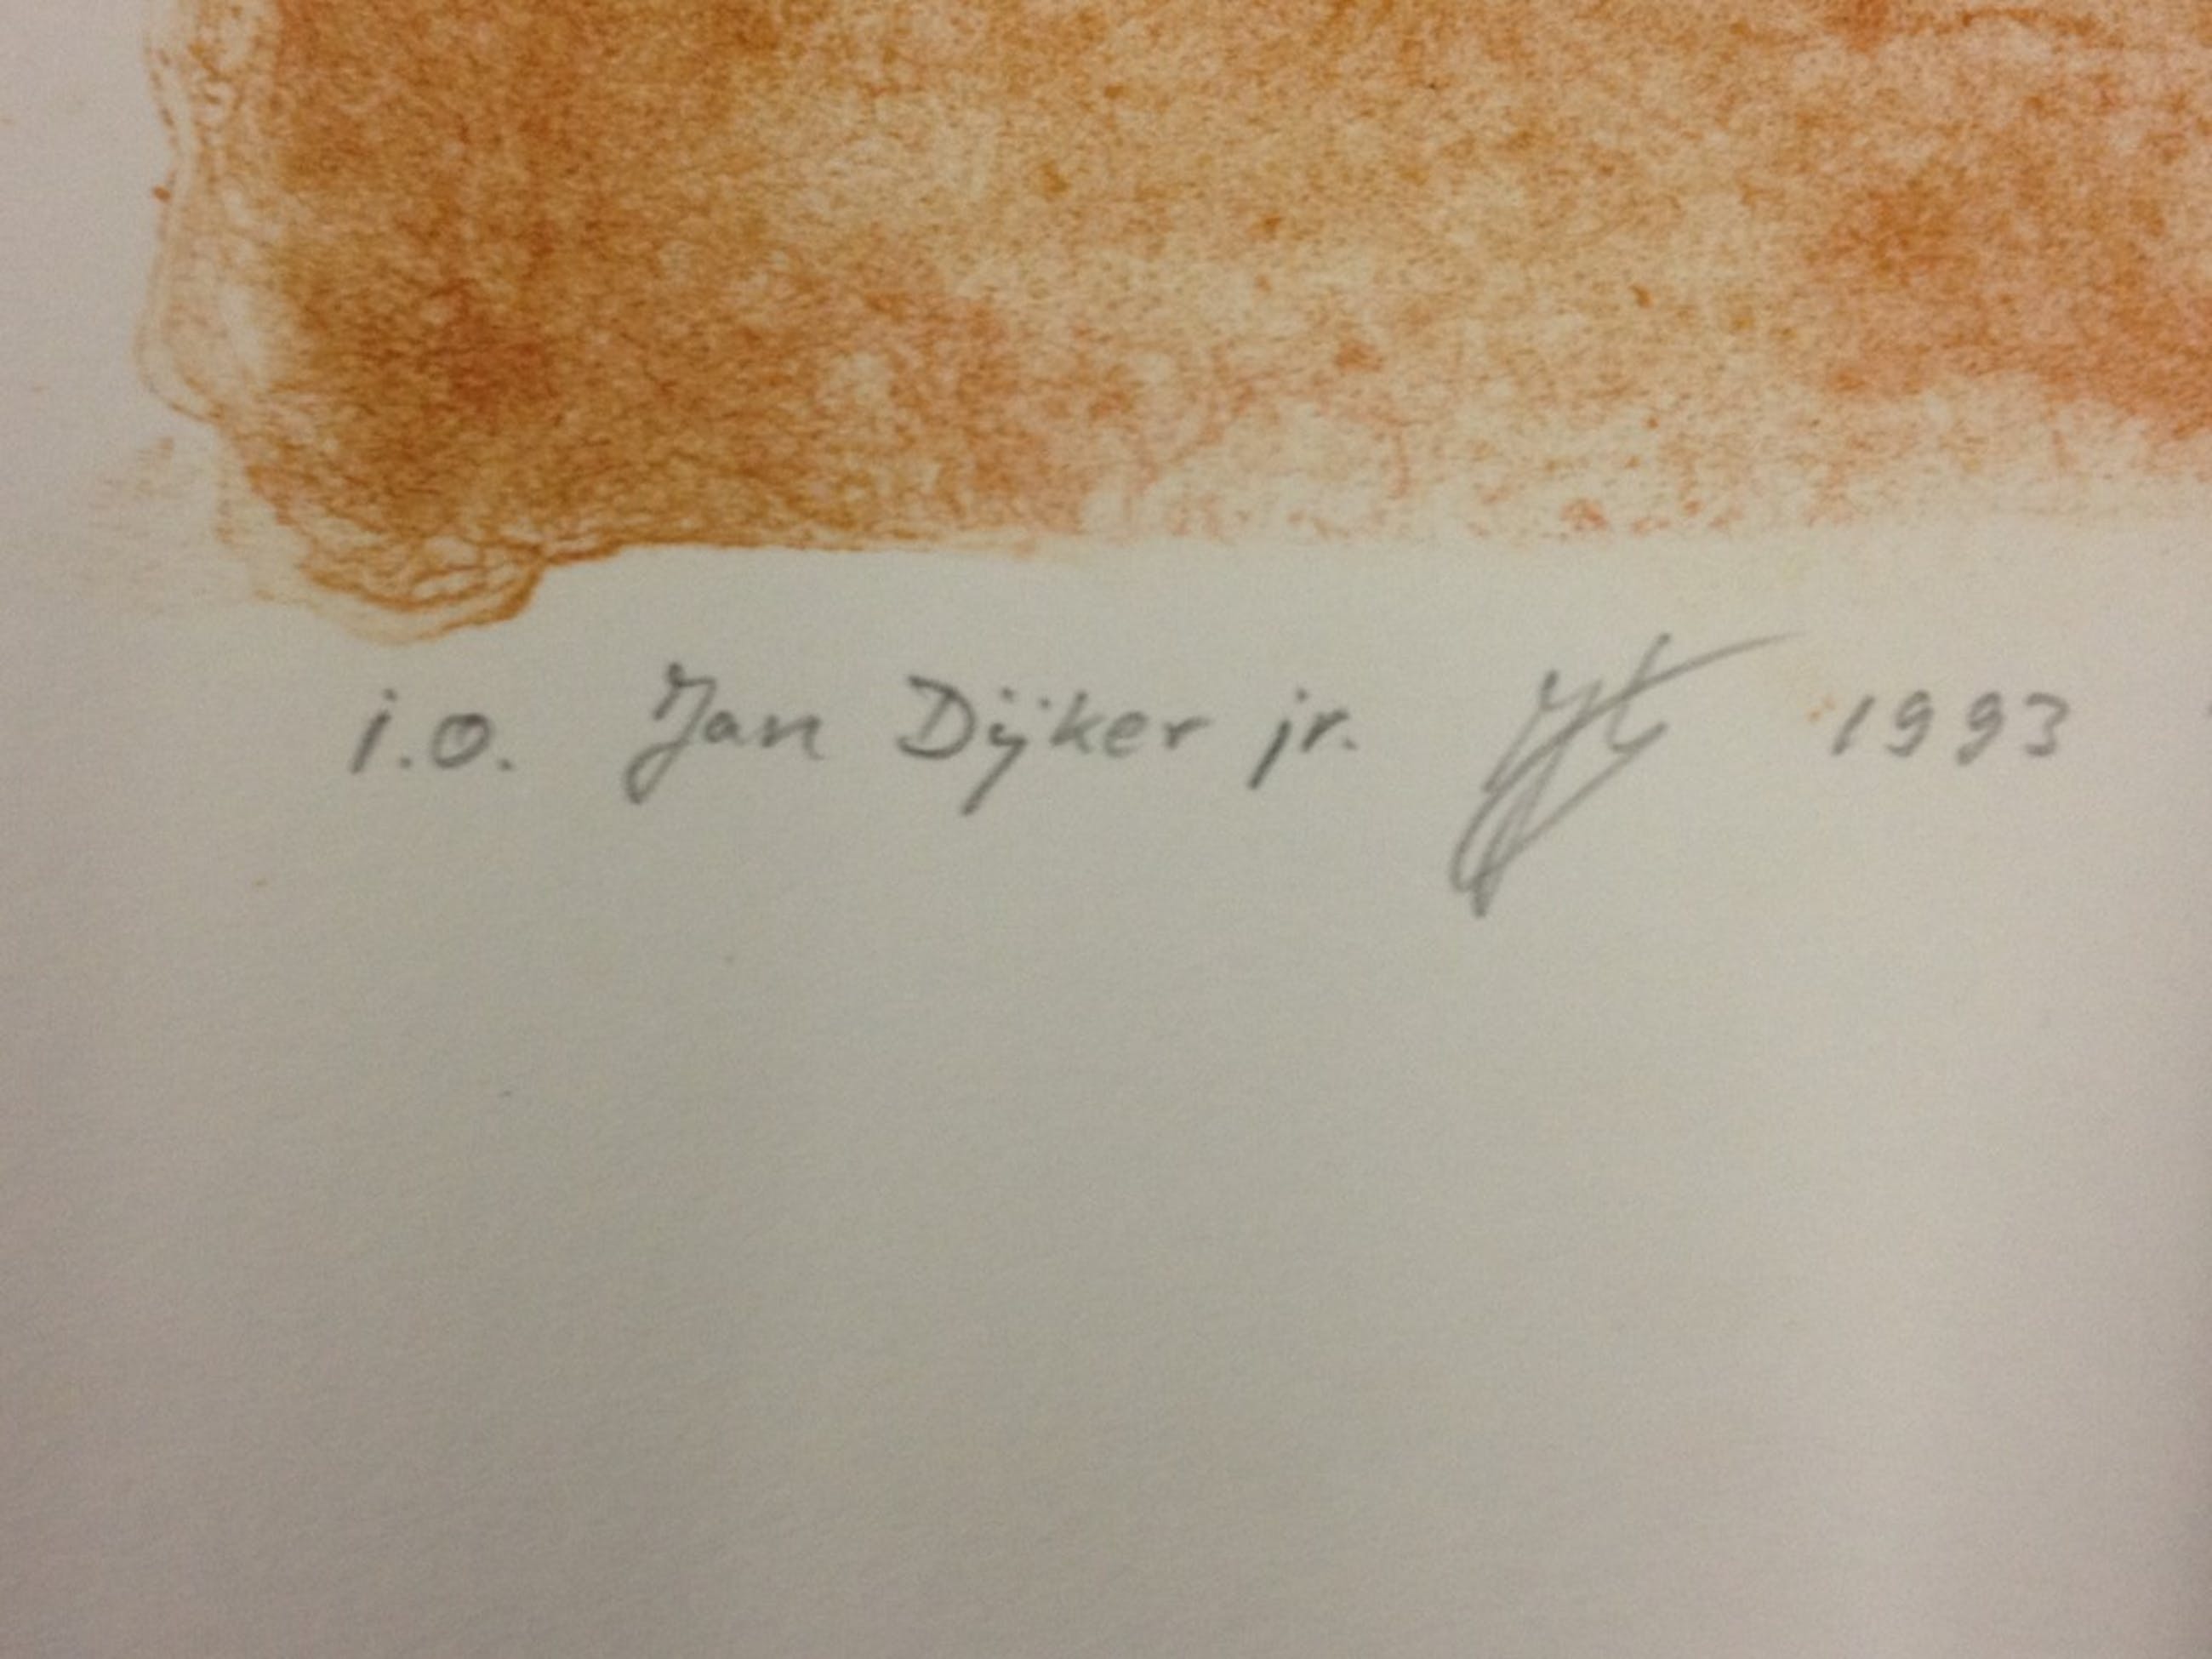 i.o. Jan Dijker jr. 1993